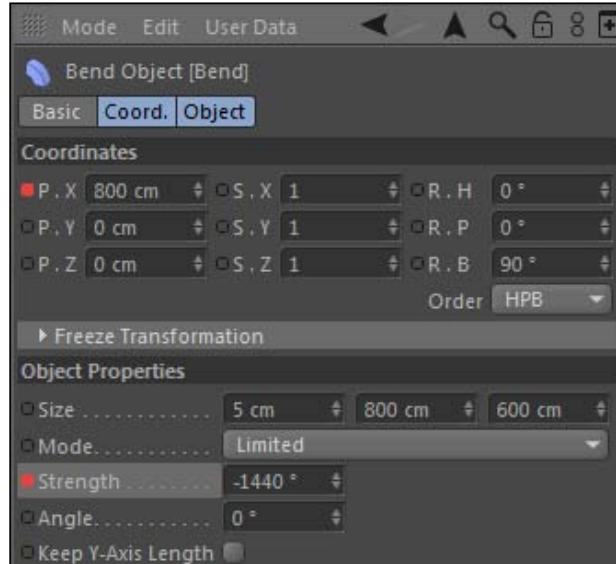 Mode Edit User Data
Bend Object [Bend]
Basic Coord. Object
Coordinates
P . X 800 cm S . X 1 R . H 0 °
P . Y 0 cm S . Y 1 R . P 0 °
P . Z 0 cm S . Z 1 R . B 90 °
Order HPB
Freeze Transformation
Object Properties
Size . . . . . . . . . . . . 5 cm 800 cm 600 cm
Mode. . . . . . . . . . . Limited
Strength . . . . . . . . -1440 °
Angle. . . . . . . . . . . 0 °
Keep Y-Axis Length